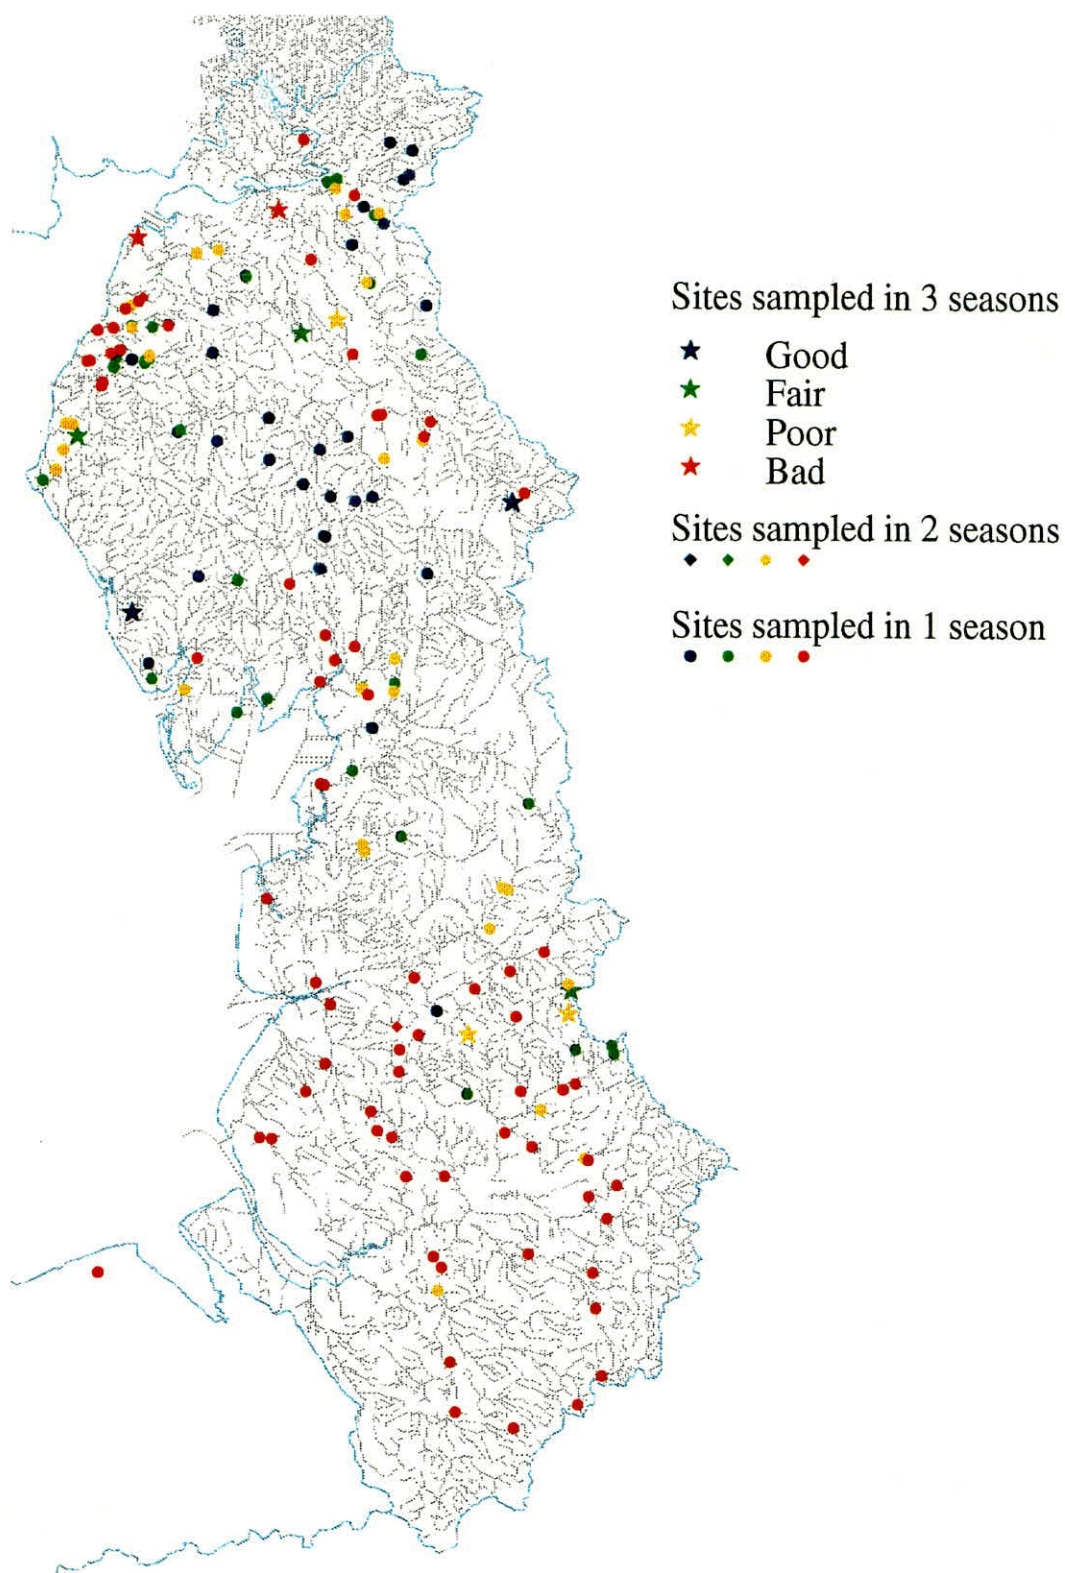 Sites sampled in 3 seasons
Good
Fair
Poor
Bad
Sites sampled in 2 seasons
Sites sampled in 1 season